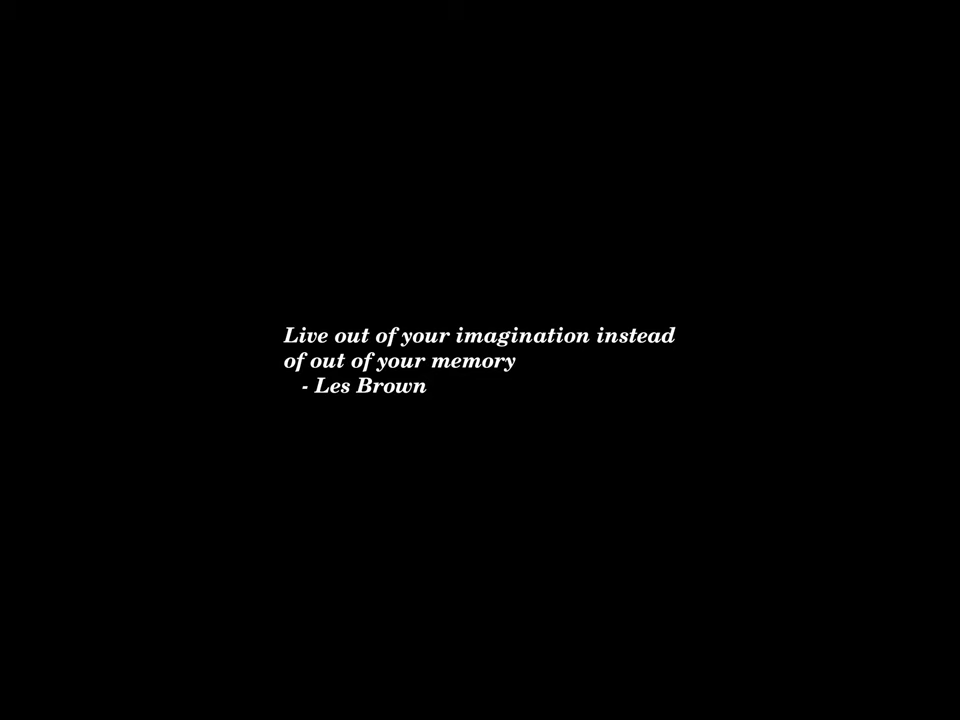 Live out of your imagination instead
of out of your memory
- Les Brown